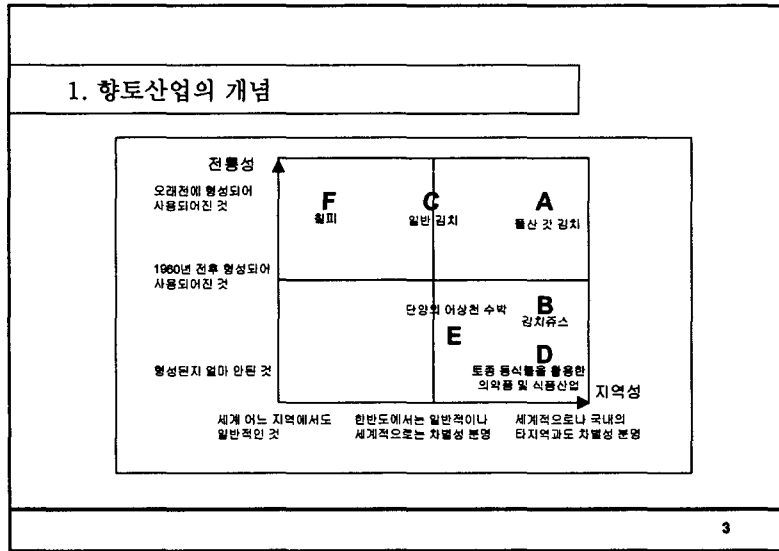 1. 향토산업의 개념
전통성
오래전에 형성되어
사용되어진 것
F
C
A
휠피
일반 김치
돌산 갓 김치
1960년 전후 형성되어
사용되어진 것
단양의 어상천 수박
B
김치쥬스
E
D
형성된지 얼마 안된 것
토종 동식물을 활용한
의약품 및 식품산업
지역성
세계 어느 지역에서도
일반적인 것
한반도에서는 일반적이나
세계적으로는 차별성 분명
세계적으로나 국내의
타지역과도 차별성 분명
3